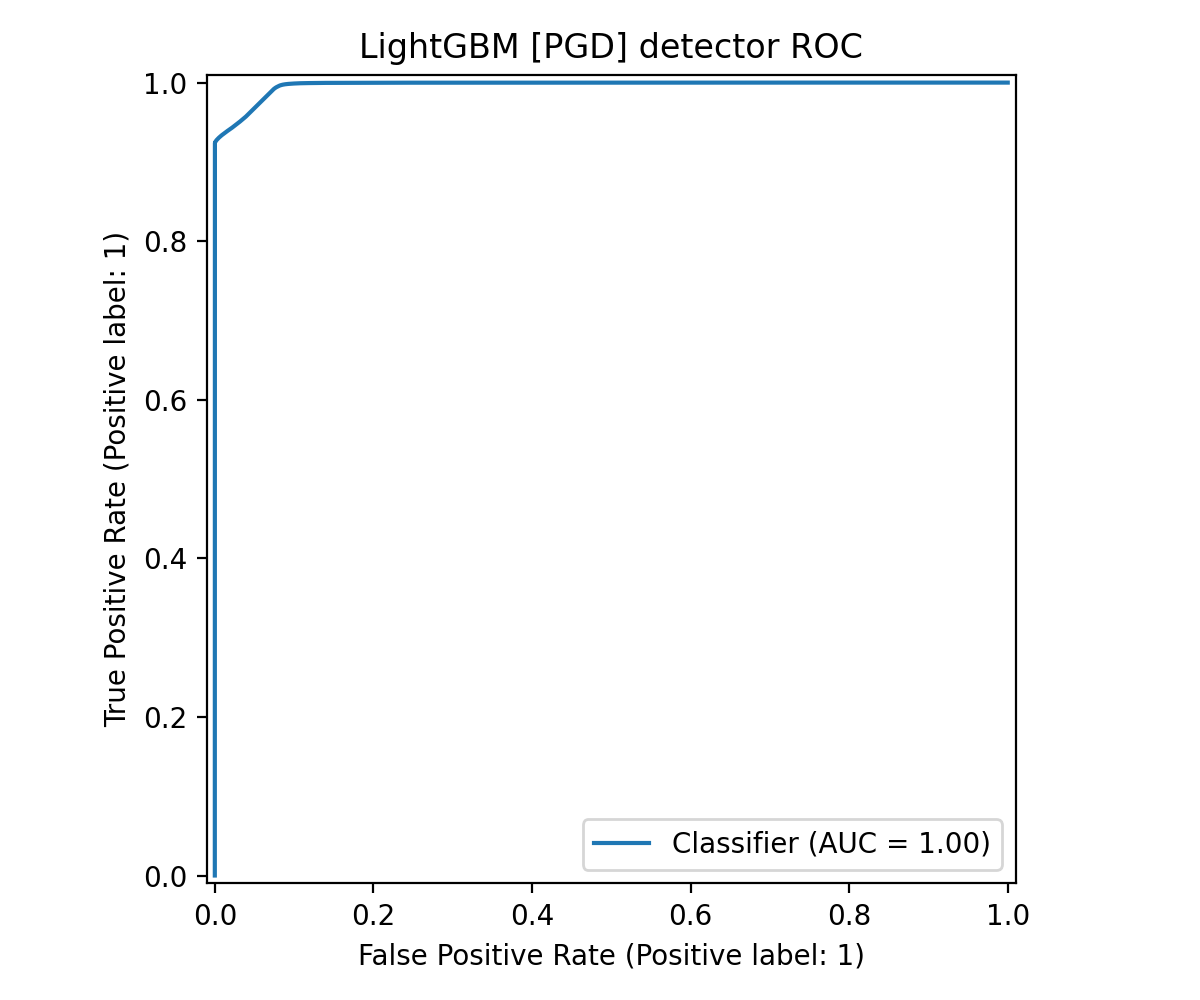 LightGBM [PGD] detector ROC
True Positive Rate (Positive label: 1)
1.0
0.8
0.6
0.4
0.2
0.0
Classifier (AUC = 1.00)
0.0 0.2 0.4 0.6 0.8 1.0
False Positive Rate (Positive label: 1)